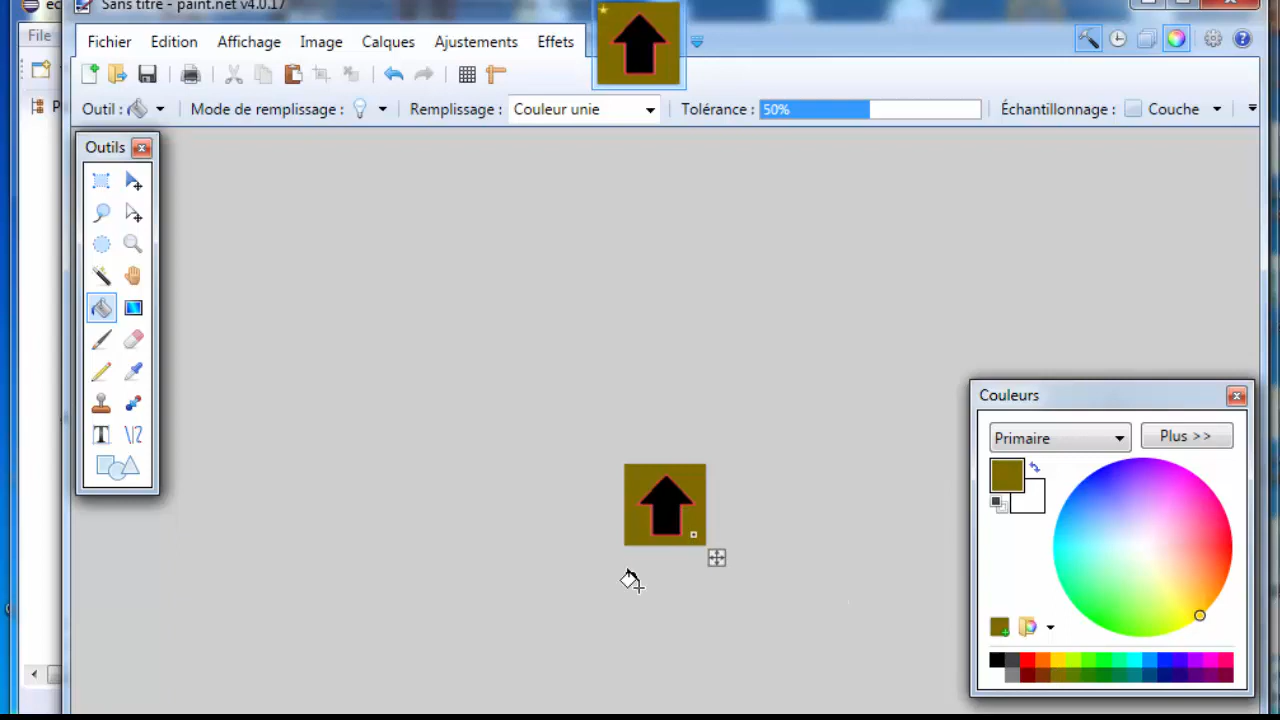 Sans titre - paint.net v4.0.17
File
Fichier Edition Affichage Image Calques Ajustements Effets
Outil : Mode de remplissage : Remplissage : Couleur unie Tolérance : 50% Échantillonnage : Couche
Outils
Couleurs
Primaire Plus >>